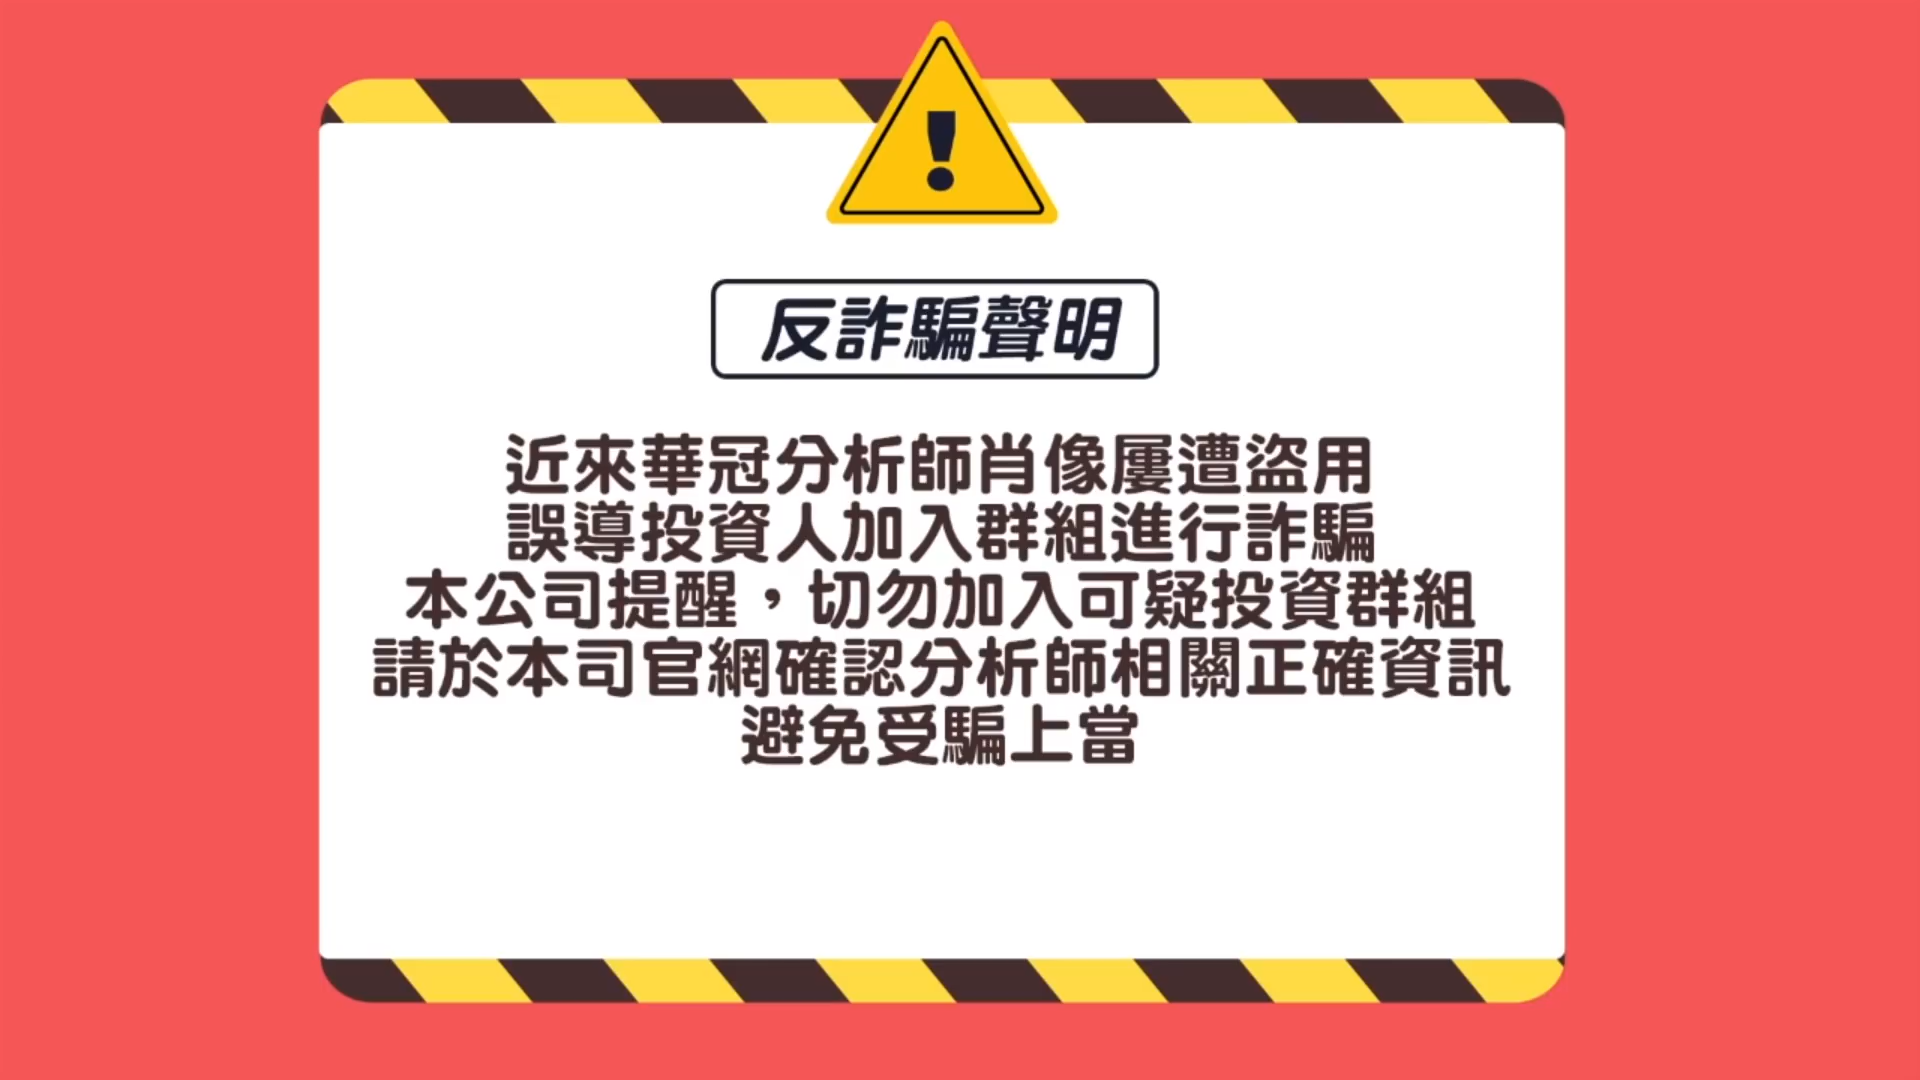 反詐騙聲明
近來華冠分析師肖像屢遭盜用
誤導投資人加入群組進行詐騙
本公司提醒，切勿加入可疑投資群組
請於本司官網確認分析師相關正確資訊
避免受騙上當